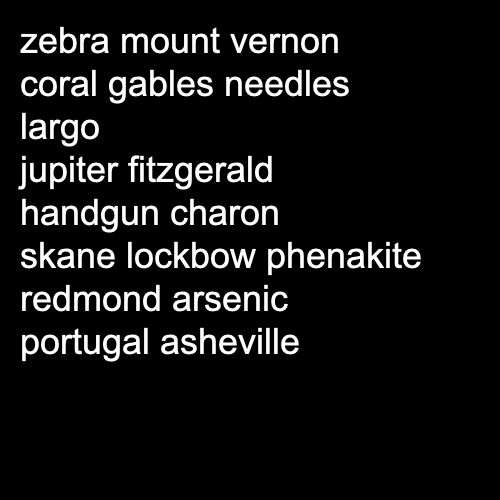 zebra mount vernon
coral gables needles
largo
jupiter fitzgerald
handgun charon
skane lockbow phenakite
redmond arsenic
portugal asheville